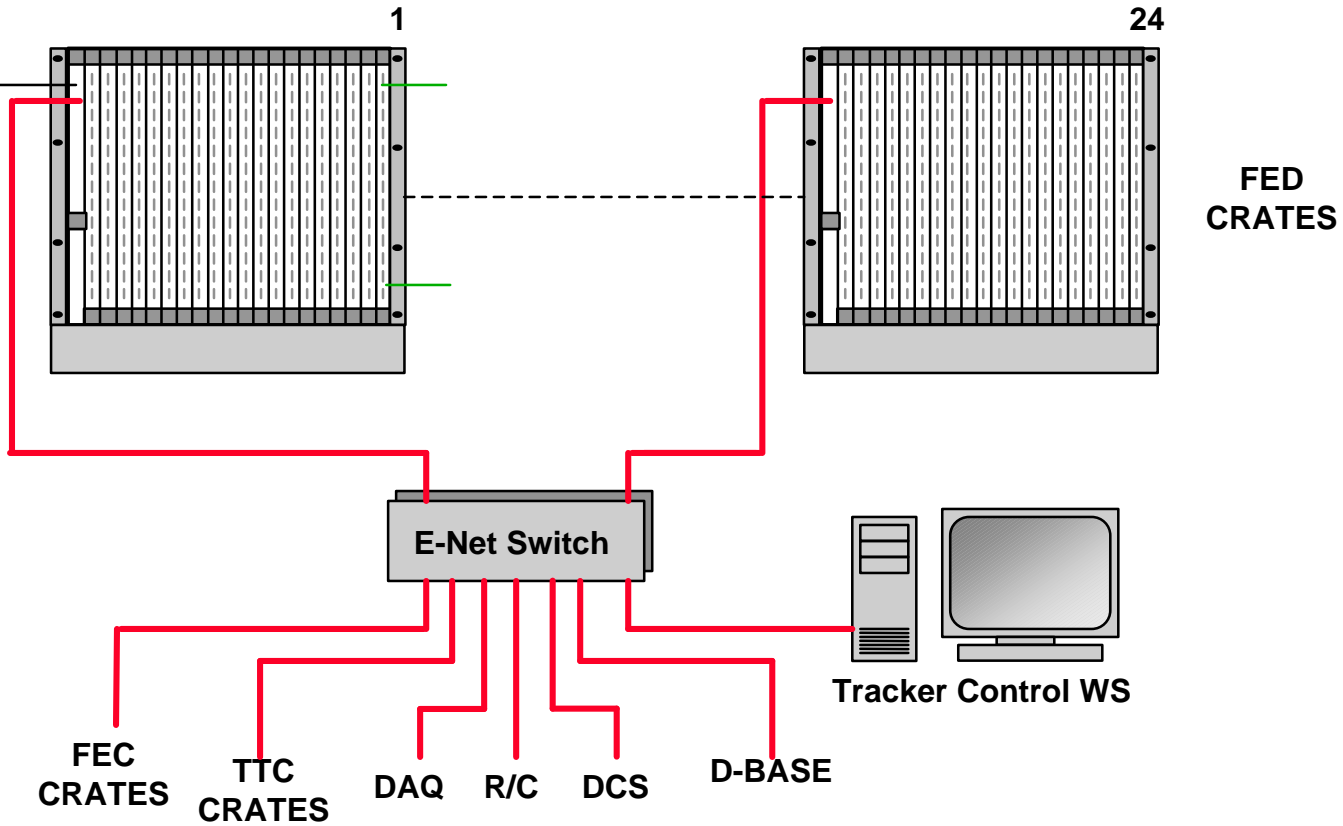 1
24
FED
CRATES
E-Net Switch
Tracker Control WS
FEC
CRATES
TTC
CRATES
DAQ
R/C
DCS
D-BASE